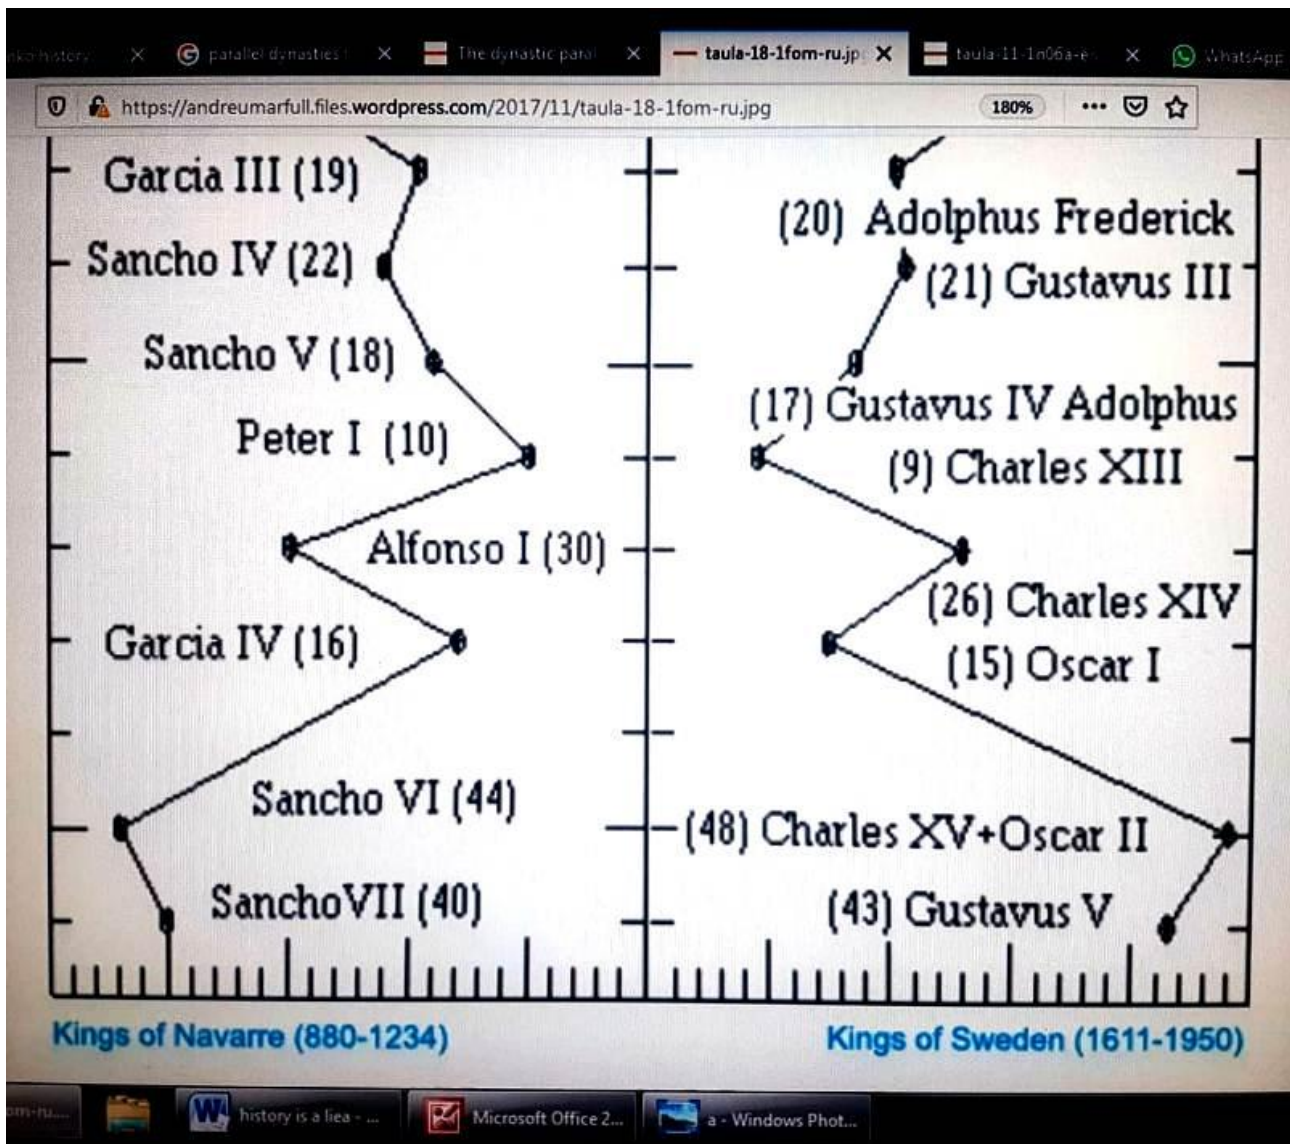 parallel dynasties
The dynastic paral
taula-18-1fom-ru.jp
WhatsApp
https://andreumarfull.files.wordpress.com/2017/11/taula-18-1fom-ru.jpg
180%
Garcia III (19)
(20) Adolphus Frederick
Sancho IV (22)
(21) Gustavus III
Sancho V (18)
(17) Gustavus IV Adolphus
Peter I (10)
(9) Charles XIII
Alfonso I (30)
(26) Charles XIV
Garcia IV (16)
(15) Oscar I
Sancho VI (44)
(48) Charles XV+Oscar II
SanchoVII (40)
(43) Gustavus V
Kings of Navarre (880-1234)
Kings of Sweden (1611-1950)
history is a liea - ...
Microsoft Office 2...
a - Windows Phot...